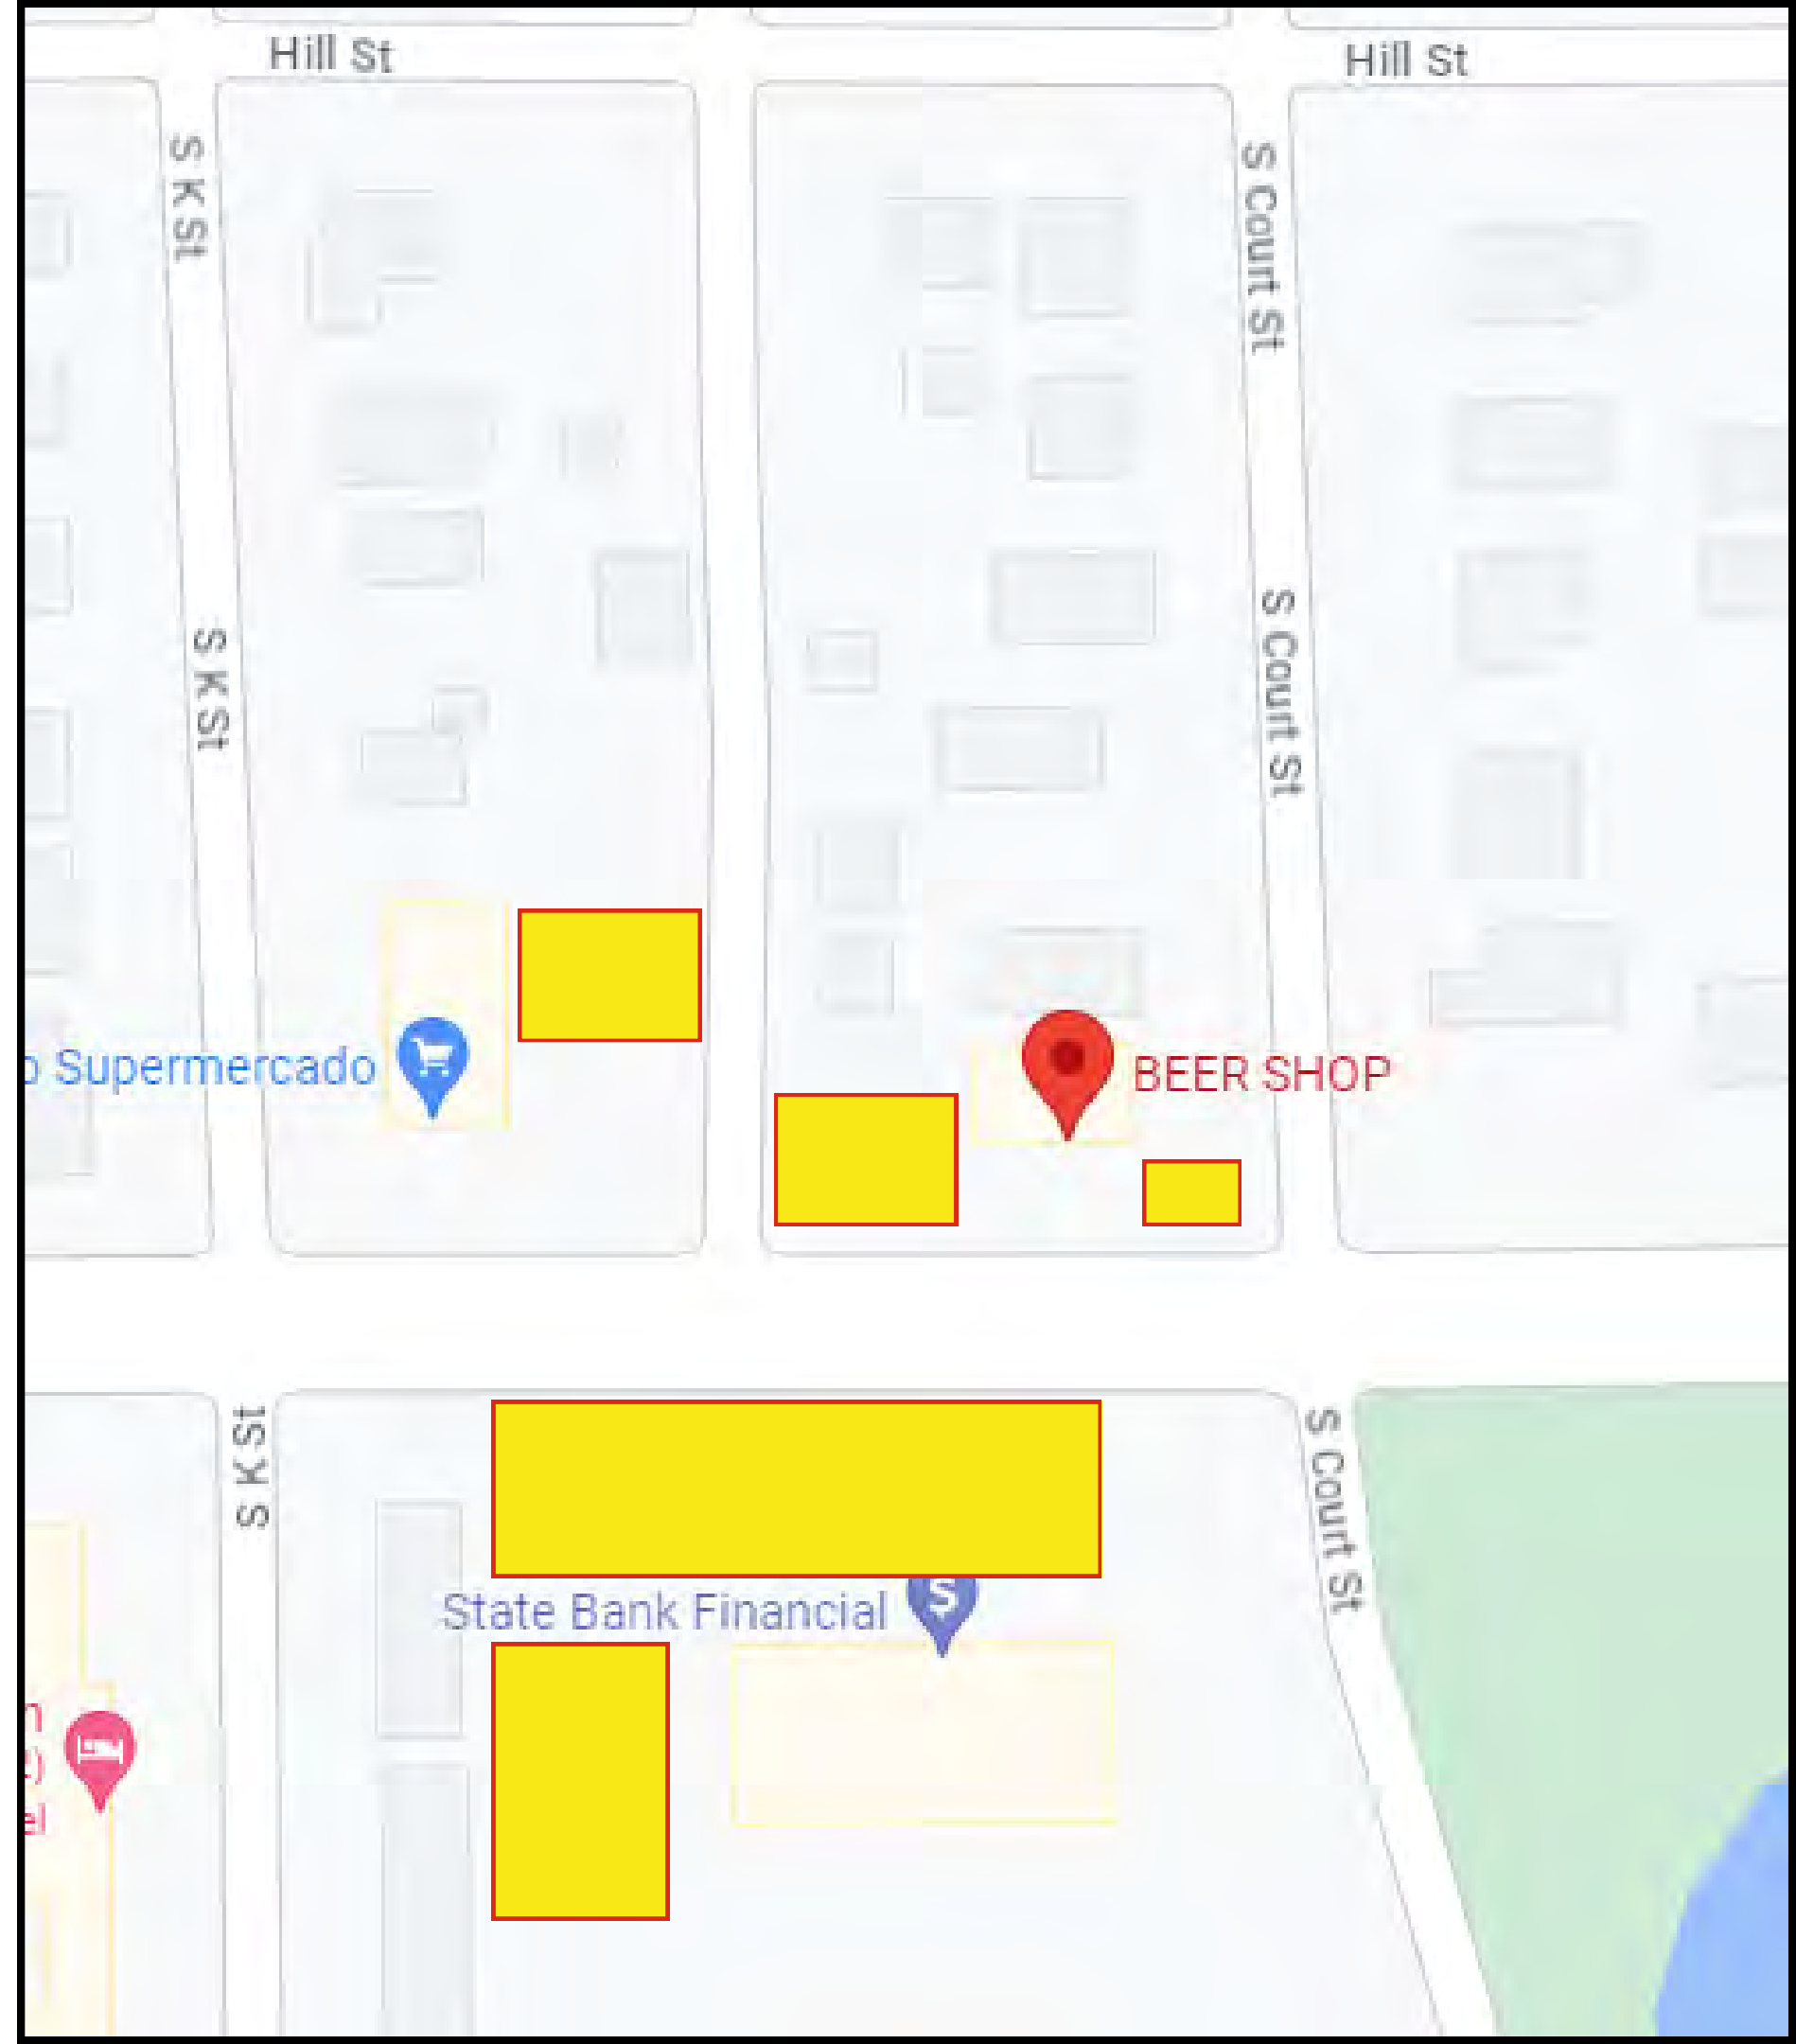 Hill St
Hill St
S K St
S Court St
S K St
S Court St
o Supermercado
BEER SHOP
S K St
S Court St
State Bank Financial
$
n
el